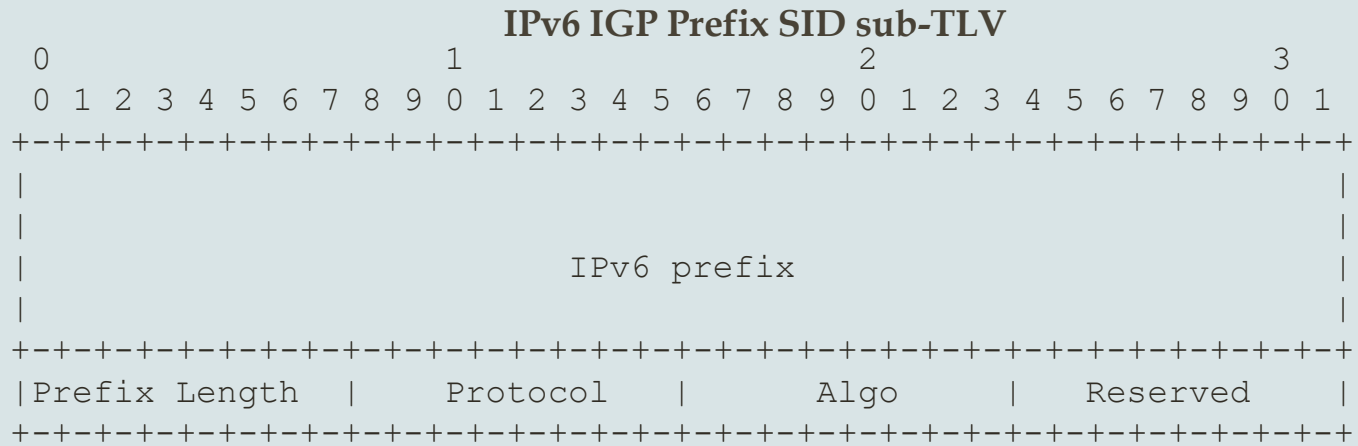 IPv6 IGP Prefix SID sub-TLV
 0                   1                   2                   3
 0 1 2 3 4 5 6 7 8 9 0 1 2 3 4 5 6 7 8 9 0 1 2 3 4 5 6 7 8 9 0 1
+-+-+-+-+-+-+-+-+-+-+-+-+-+-+-+-+-+-+-+-+-+-+-+-+-+-+-+-+-+-+-+-+
|                                                               |
|                                                               |
|                          IPv6 prefix                          |
|                                                               |
+-+-+-+-+-+-+-+-+-+-+-+-+-+-+-+-+-+-+-+-+-+-+-+-+-+-+-+-+-+-+-+-+
|Prefix Length  |    Protocol   |      Algo     |   Reserved    |
+-+-+-+-+-+-+-+-+-+-+-+-+-+-+-+-+-+-+-+-+-+-+-+-+-+-+-+-+-+-+-+-+